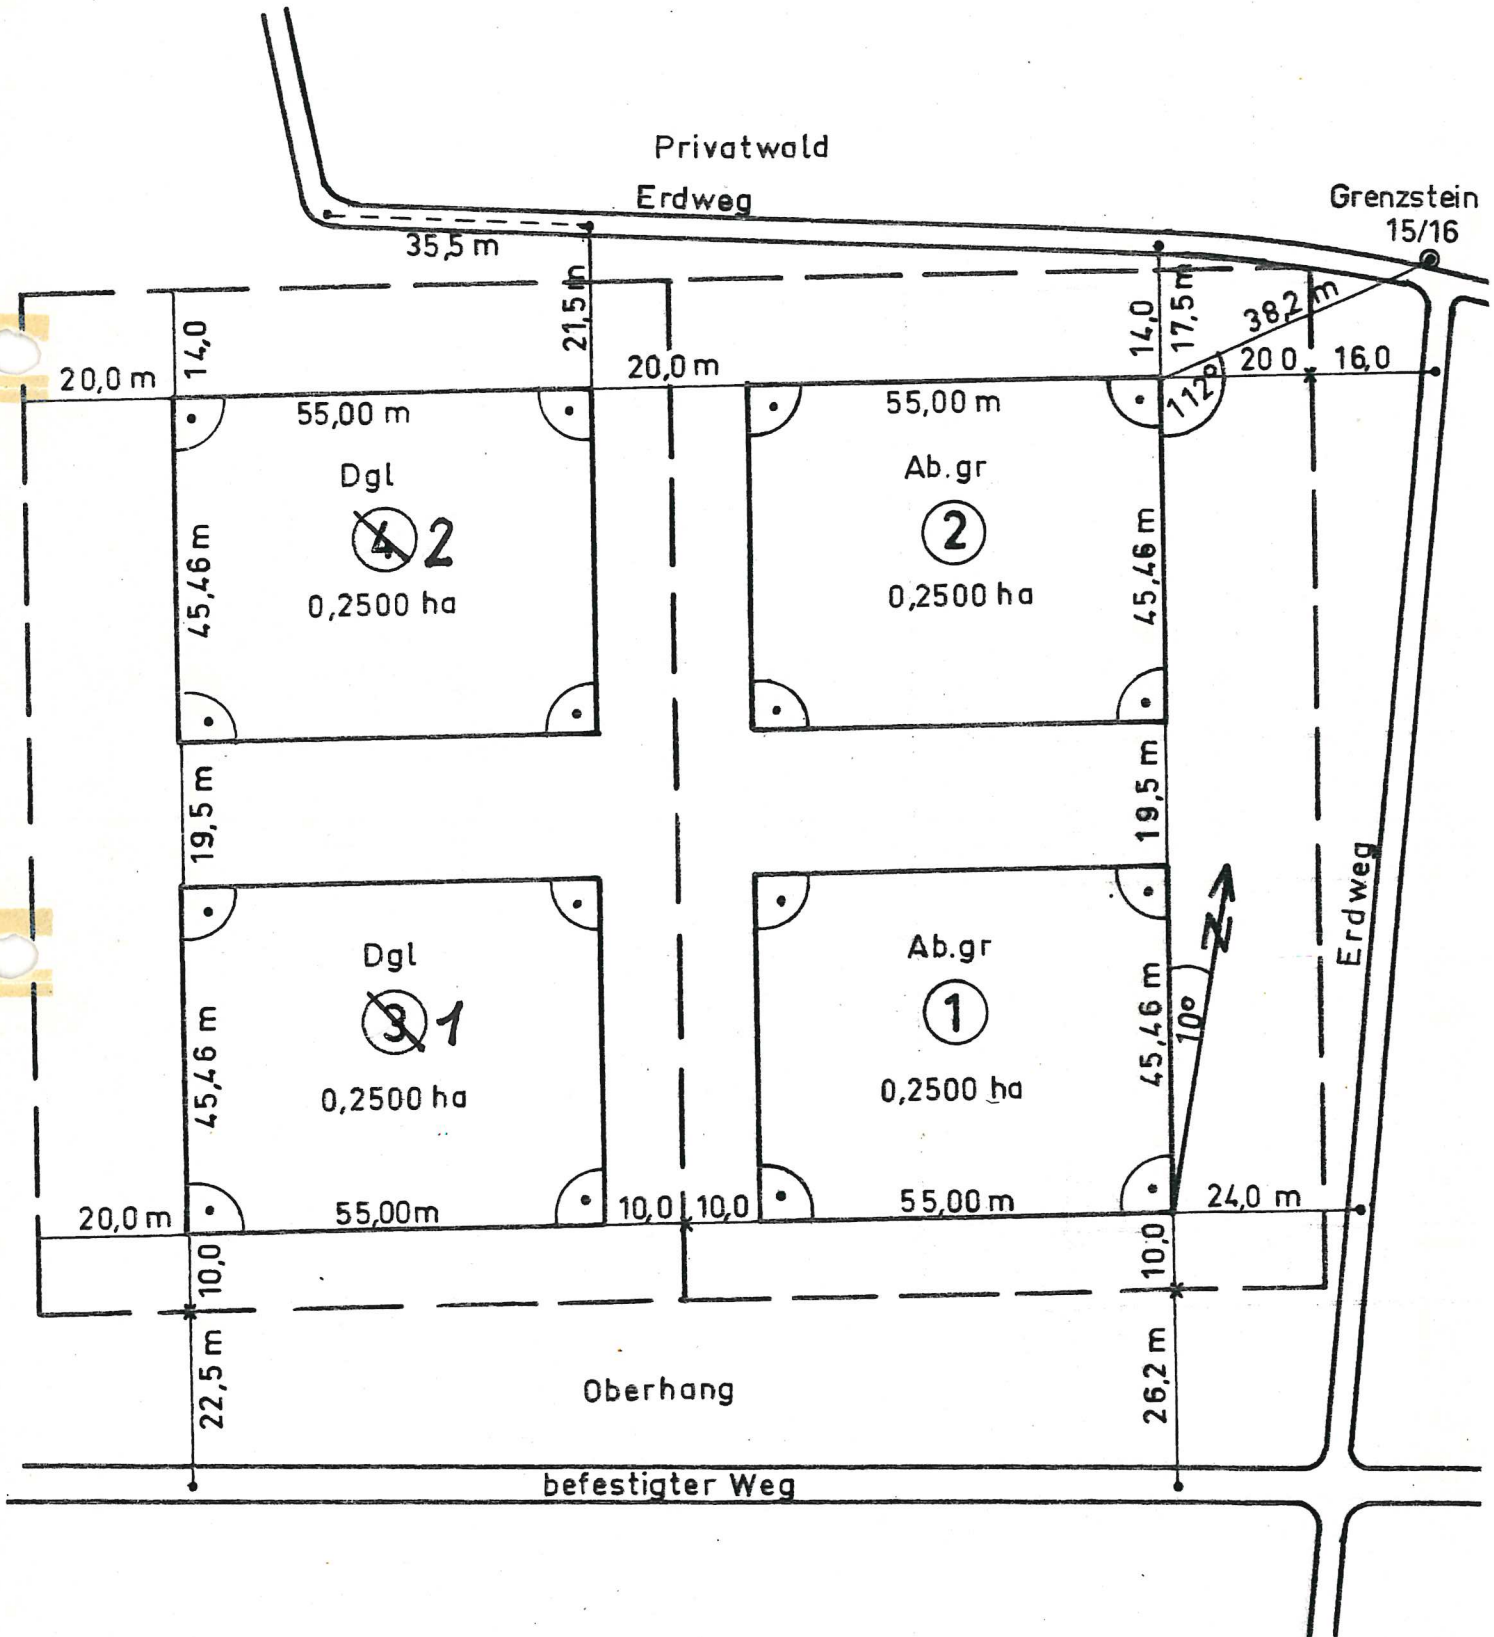 Privatwald
Erdweg
Grenzstein
15/16
35,5 m
21,5 m
14,0
14,0
17,5 m
38,2 m
20,0 m
20,0 m
20 0
16,0
112°
55,00 m
55,00 m
Dgl
4 2
0,2500 ha
45,46 m
Ab.gr
2
0,2500 ha
45,46 m
19,5 m
19,5 m
Erdweg
N
10°
Dgl
3 1
0,2500 ha
45,46 m
Ab.gr
1
0,2500 ha
45,46 m
20,0 m
55,00m
10,0
10,0
55,00 m
24,0 m
10,0
10,0
22,5 m
26,2 m
Oberhang
befestigter Weg